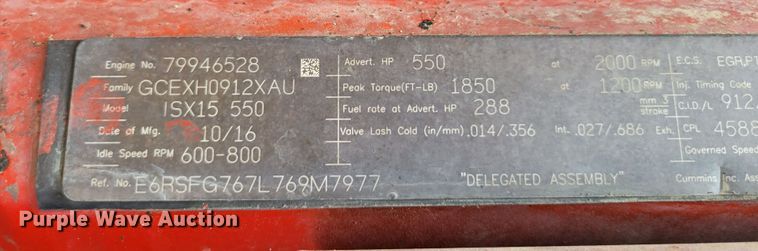 Engine No. 79946528 Advert. HP 550 at 2000 RPM E.C.S. EGR,PT
Family GCEXH0912XAU Peak Torque(FT-LB) 1850 at 1200 RPM Inj. Timing Code
Model ISX15 550 Fuel rate at Advert. HP 288 mm 3 stroke C.I.D./L 912.
Date of Mfg. 10/16 Valve Lash Cold (in/mm) .014/.356 Int. .027/.686 Exh. CPL 4588
Idle Speed RPM 600-800 Governed Speed
Ref. No. E6RSFG767L769M7977 "DELEGATED ASSEMBLY" Cummins Inc. Ass
Purple Wave Auction